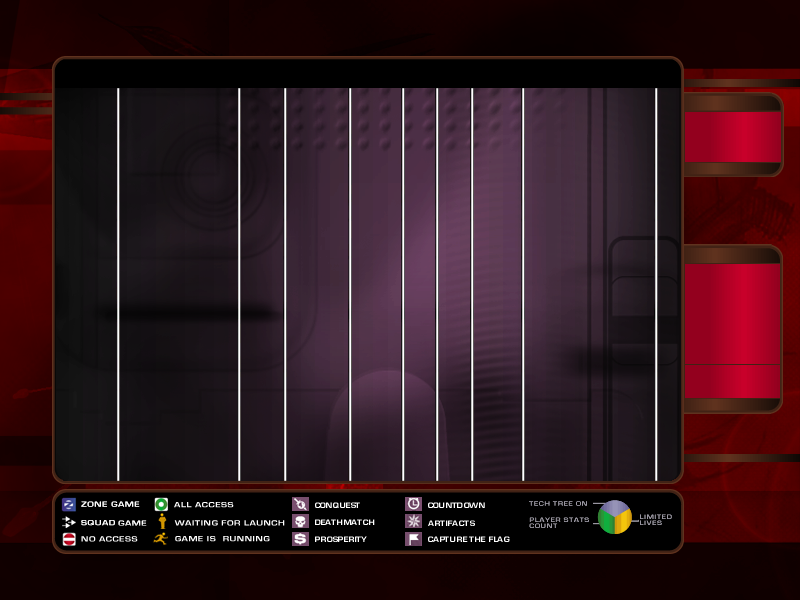 ZONE GAME
ALL ACCESS
CONQUEST
COUNTDOWN
TECH TREE ON
SQUAD GAME
WAITING FOR LAUNCH
DEATHMATCH
ARTIFACTS
PLAYER STATS
COUNT
LIMITED
LIVES
NO ACCESS
GAME IS RUNNING
PROSPERITY
CAPTURE THE FLAG